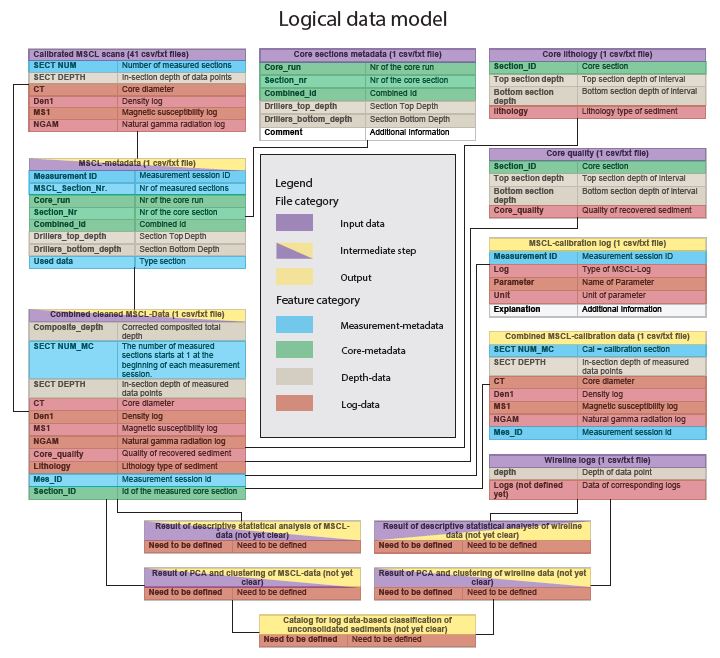 Logical data model
Calibrated MSCL scans (41 csv/txt files)
SECT NUM Number of measured sections
SECT DEPTH In-section depth of data points
CT Core diameter
Den1 Density log
MS1 Magnetic susceptibility log
NGAM Natural gamma radiation log
MSCL-metadata (1 csv/txt file)
Measurement ID Measurement session ID
MSCL_Section_Nr. Nr of measured sections
Core_run Nr of the core run
Section_Nr Nr of the core section
Combined_Id Combined Id
Drillers_top_depth Section Top Depth
Drillers_bottom_depth Section Bottom Depth
Used data Type section
Combined cleaned MSCL-Data (1 csv/txt file)
Composite_depth Corrected composited total
depth
SECT NUM_MC The number of measured
sections starts at 1 at the
beginning of each measurement
session.
SECT DEPTH In-section depth of measured
data points
CT Core diameter
Den1 Density log
MS1 Magnetic susceptibility log
NGAM Natural gamma radiation log
Core_quality Quality of recovered sediment
Lithology Lithology type of sediment
Mes_ID Measurement session id
Section_ID Id of the measured core section
Core sections metadata (1 csv/txt file)
Core_run Nr of the core run
Section_nr Nr of the core section
Combined_Id Combined Id
Drillers_top_depth Section Top Depth
Drillers_bottom_depth Section Bottom Depth
Comment Additional Information
Legend
File category
Input data
Intermediate step
Output
Feature category
Measurement-metadata
Core-metadata
Depth-data
Log-data
Core lithology (1 csv/txt file)
Section_ID Core section
Top section depth Top section depth of interval
Bottom section
depth Bottom section depth of interval
lithology Lithology type of sediment
Core quality (1 csv/txt file)
Section_ID Core section
Top section depth Top section depth of Interval
Bottom section
depth Bottom section depth of Interval
Core_quality Quality of recovered sediment
MSCL-calibration log (1 csv/txt file)
Measurement ID Measurement session ID
Log Type of MSCL-Log
Parameter Name of Parameter
Unit Unit of parameter
Explanation Additional Information
Combined MSCL-calibration data (1 csv/txt file)
SECT NUM_MC Cal = calibration section
SECT DEPTH In-section depth of measured
data points
CT Core diameter
Den1 Density log
MS1 Magnetic susceptibility log
NGAM Natural gamma radiation log
Mes_ID Measurement session id
Wireline logs (1 csv/txt file)
depth Depth of data point
Logs (not defined
yet) Data of corresponding logs
Result of descriptive statistical analysis of MSCL-
data (not yet clear)
Need to be defined Need to be defined
Result of descriptive statistical analysis of wireline
data (not yet clear)
Need to be defined Need to be defined
Result of PCA and clustering of MSCL-data (not yet
clear)
Need to be defined Need to be defined
Result of PCA and clustering of wireline data (not yet
clear)
Need to be defined Need to be defined
Catalog for log data-based classification of
unconsolidated sediments (not yet clear)
Need to be defined Need to be defined